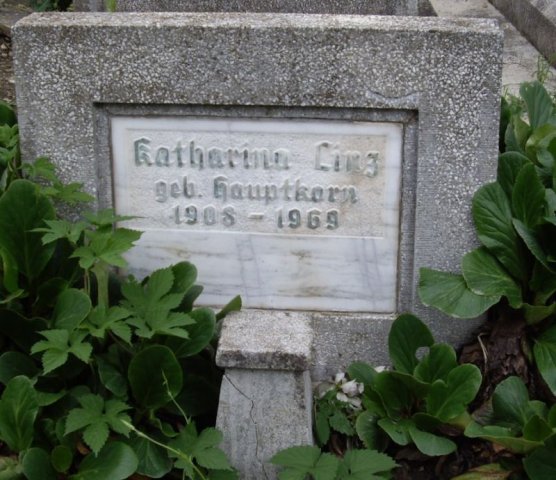 Katharina Linz
geb. Hauptkorn
1908 - 1969